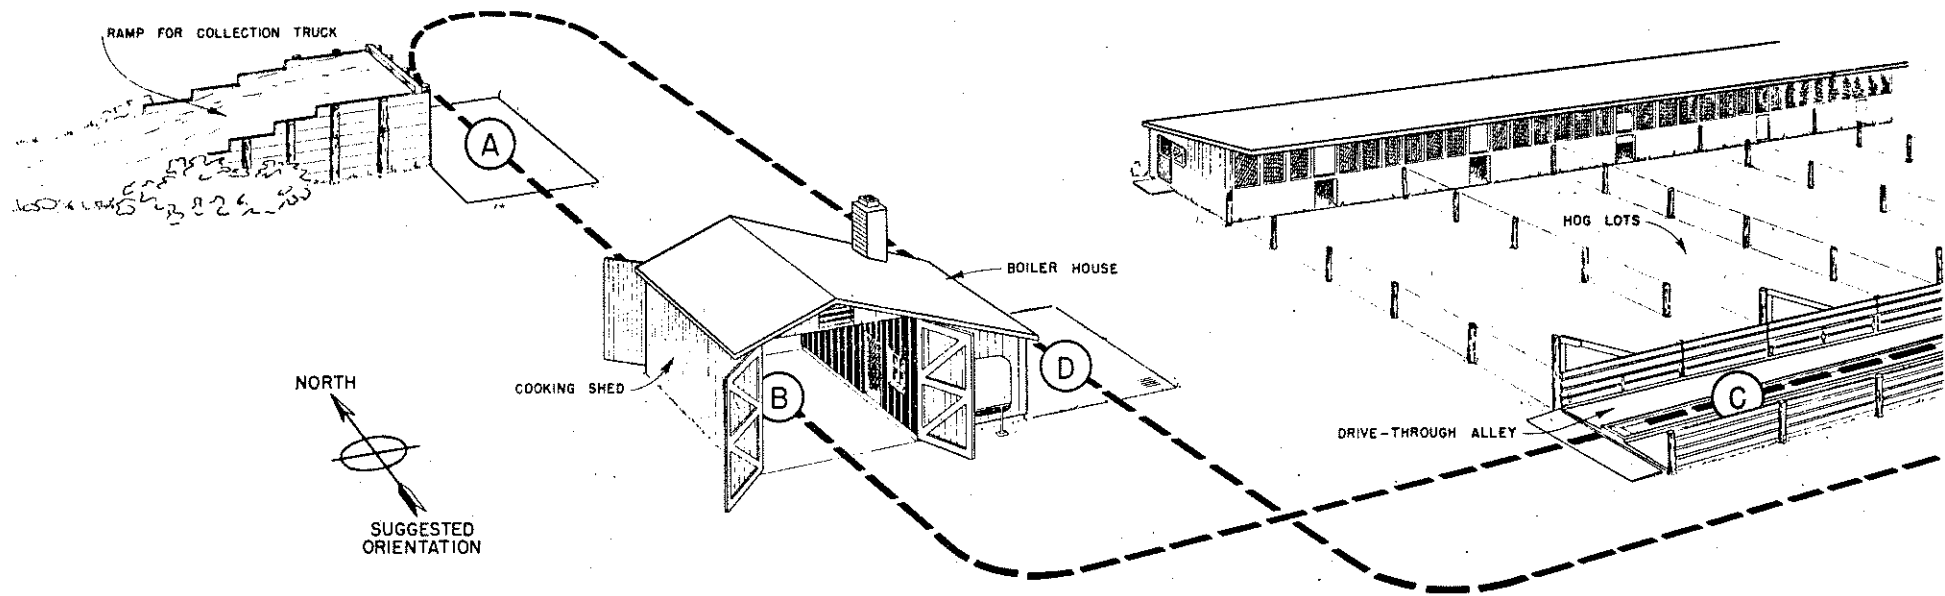 RAMP FOR COLLECTION TRUCK
A
HOG LOTS
BOILER HOUSE
D
COOKING SHED
B
C
NORTH
DRIVE-THROUGH ALLEY
SUGGESTED
ORIENTATION